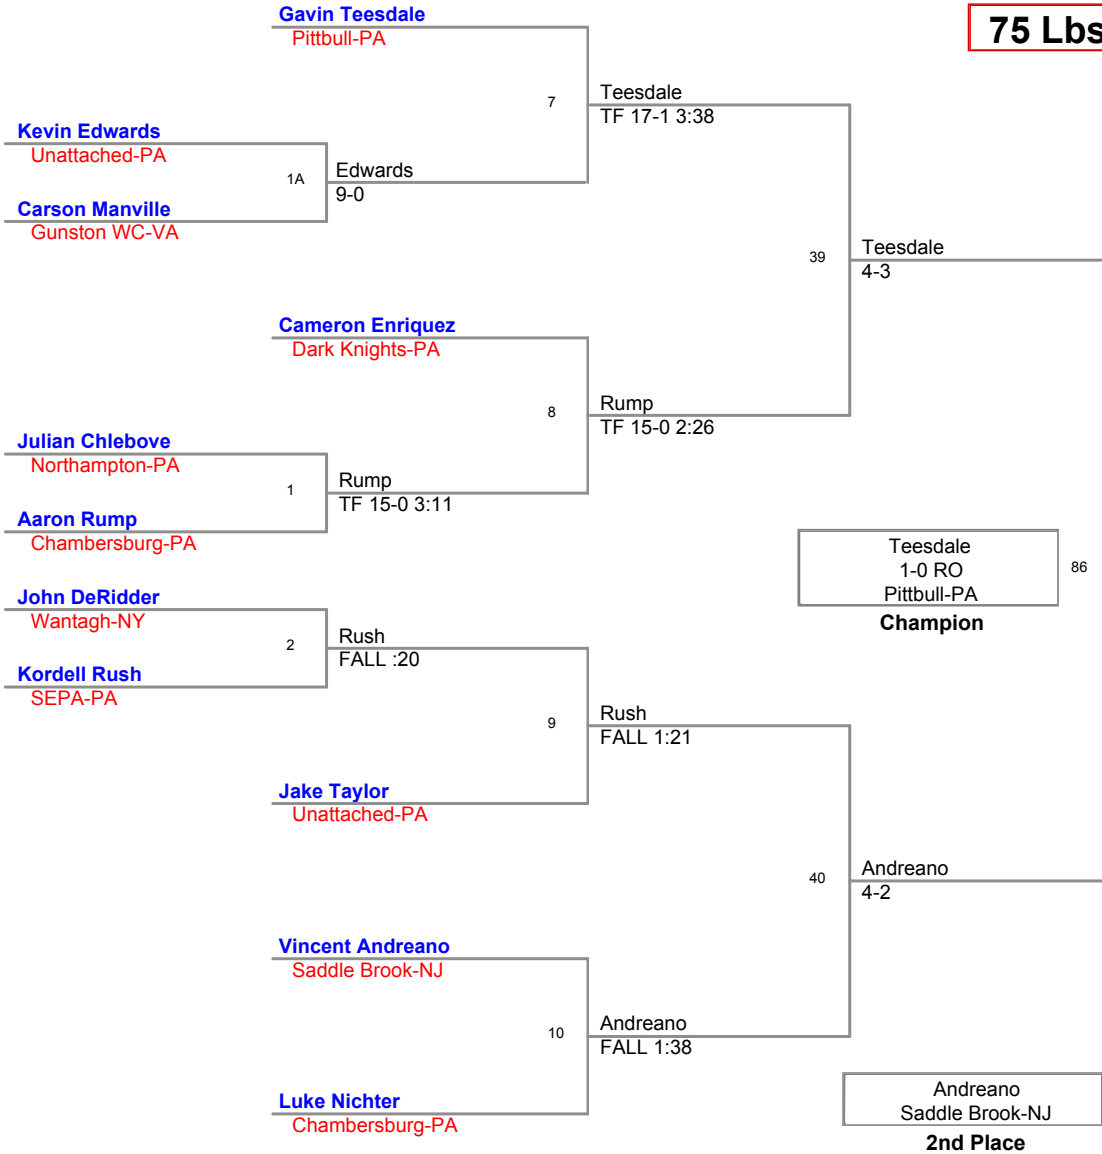 Gavin Teesdale
Pittbull-PA
75 Lbs
7
Teesdale
TF 17-1 3:38
Kevin Edwards
Unattached-PA
1A
Edwards
9-0
Carson Manville
Gunston WC-VA
39
Teesdale
4-3
Cameron Enriquez
Dark Knights-PA
8
Rump
TF 15-0 2:26
Julian Chlebove
Northampton-PA
1
Rump
TF 15-0 3:11
Aaron Rump
Chambersburg-PA
Teesdale
1-0 RO
Pittbull-PA
86
Champion
John DeRidder
Wantagh-NY
2
Rush
FALL :20
Kordell Rush
SEPA-PA
9
Rush
FALL 1:21
Jake Taylor
Unattached-PA
40
Andreano
4-2
Vincent Andreano
Saddle Brook-NJ
10
Andreano
FALL 1:38
Luke Nichter
Chambersburg-PA
Andreano
Saddle Brook-NJ
2nd Place